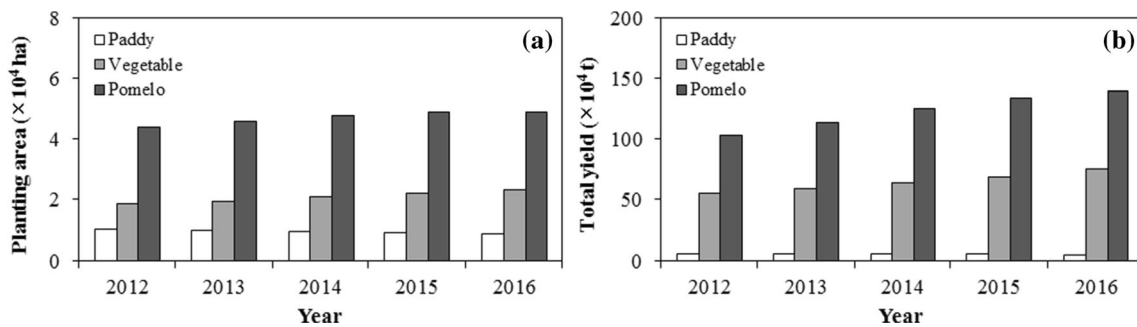 8
6
4
2
0
Planting area (×10⁴ha)
Paddy
Vegetable
Pomelo
(a)
2012 2013 2014 2015 2016
Year
200
150
100
50
0
Total yield (×10⁴t)
Paddy
Vegetable
Pomelo
(b)
2012 2013 2014 2015 2016
Year